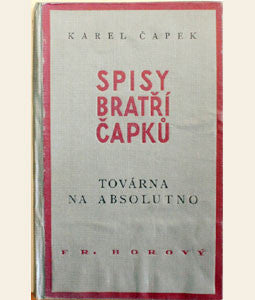 KAREL ČAPEK
SPISY
BRATŘÍ
ČAPKŮ
TOVÁRNA
NA ABSOLUTNO
FR. BOROVÝ